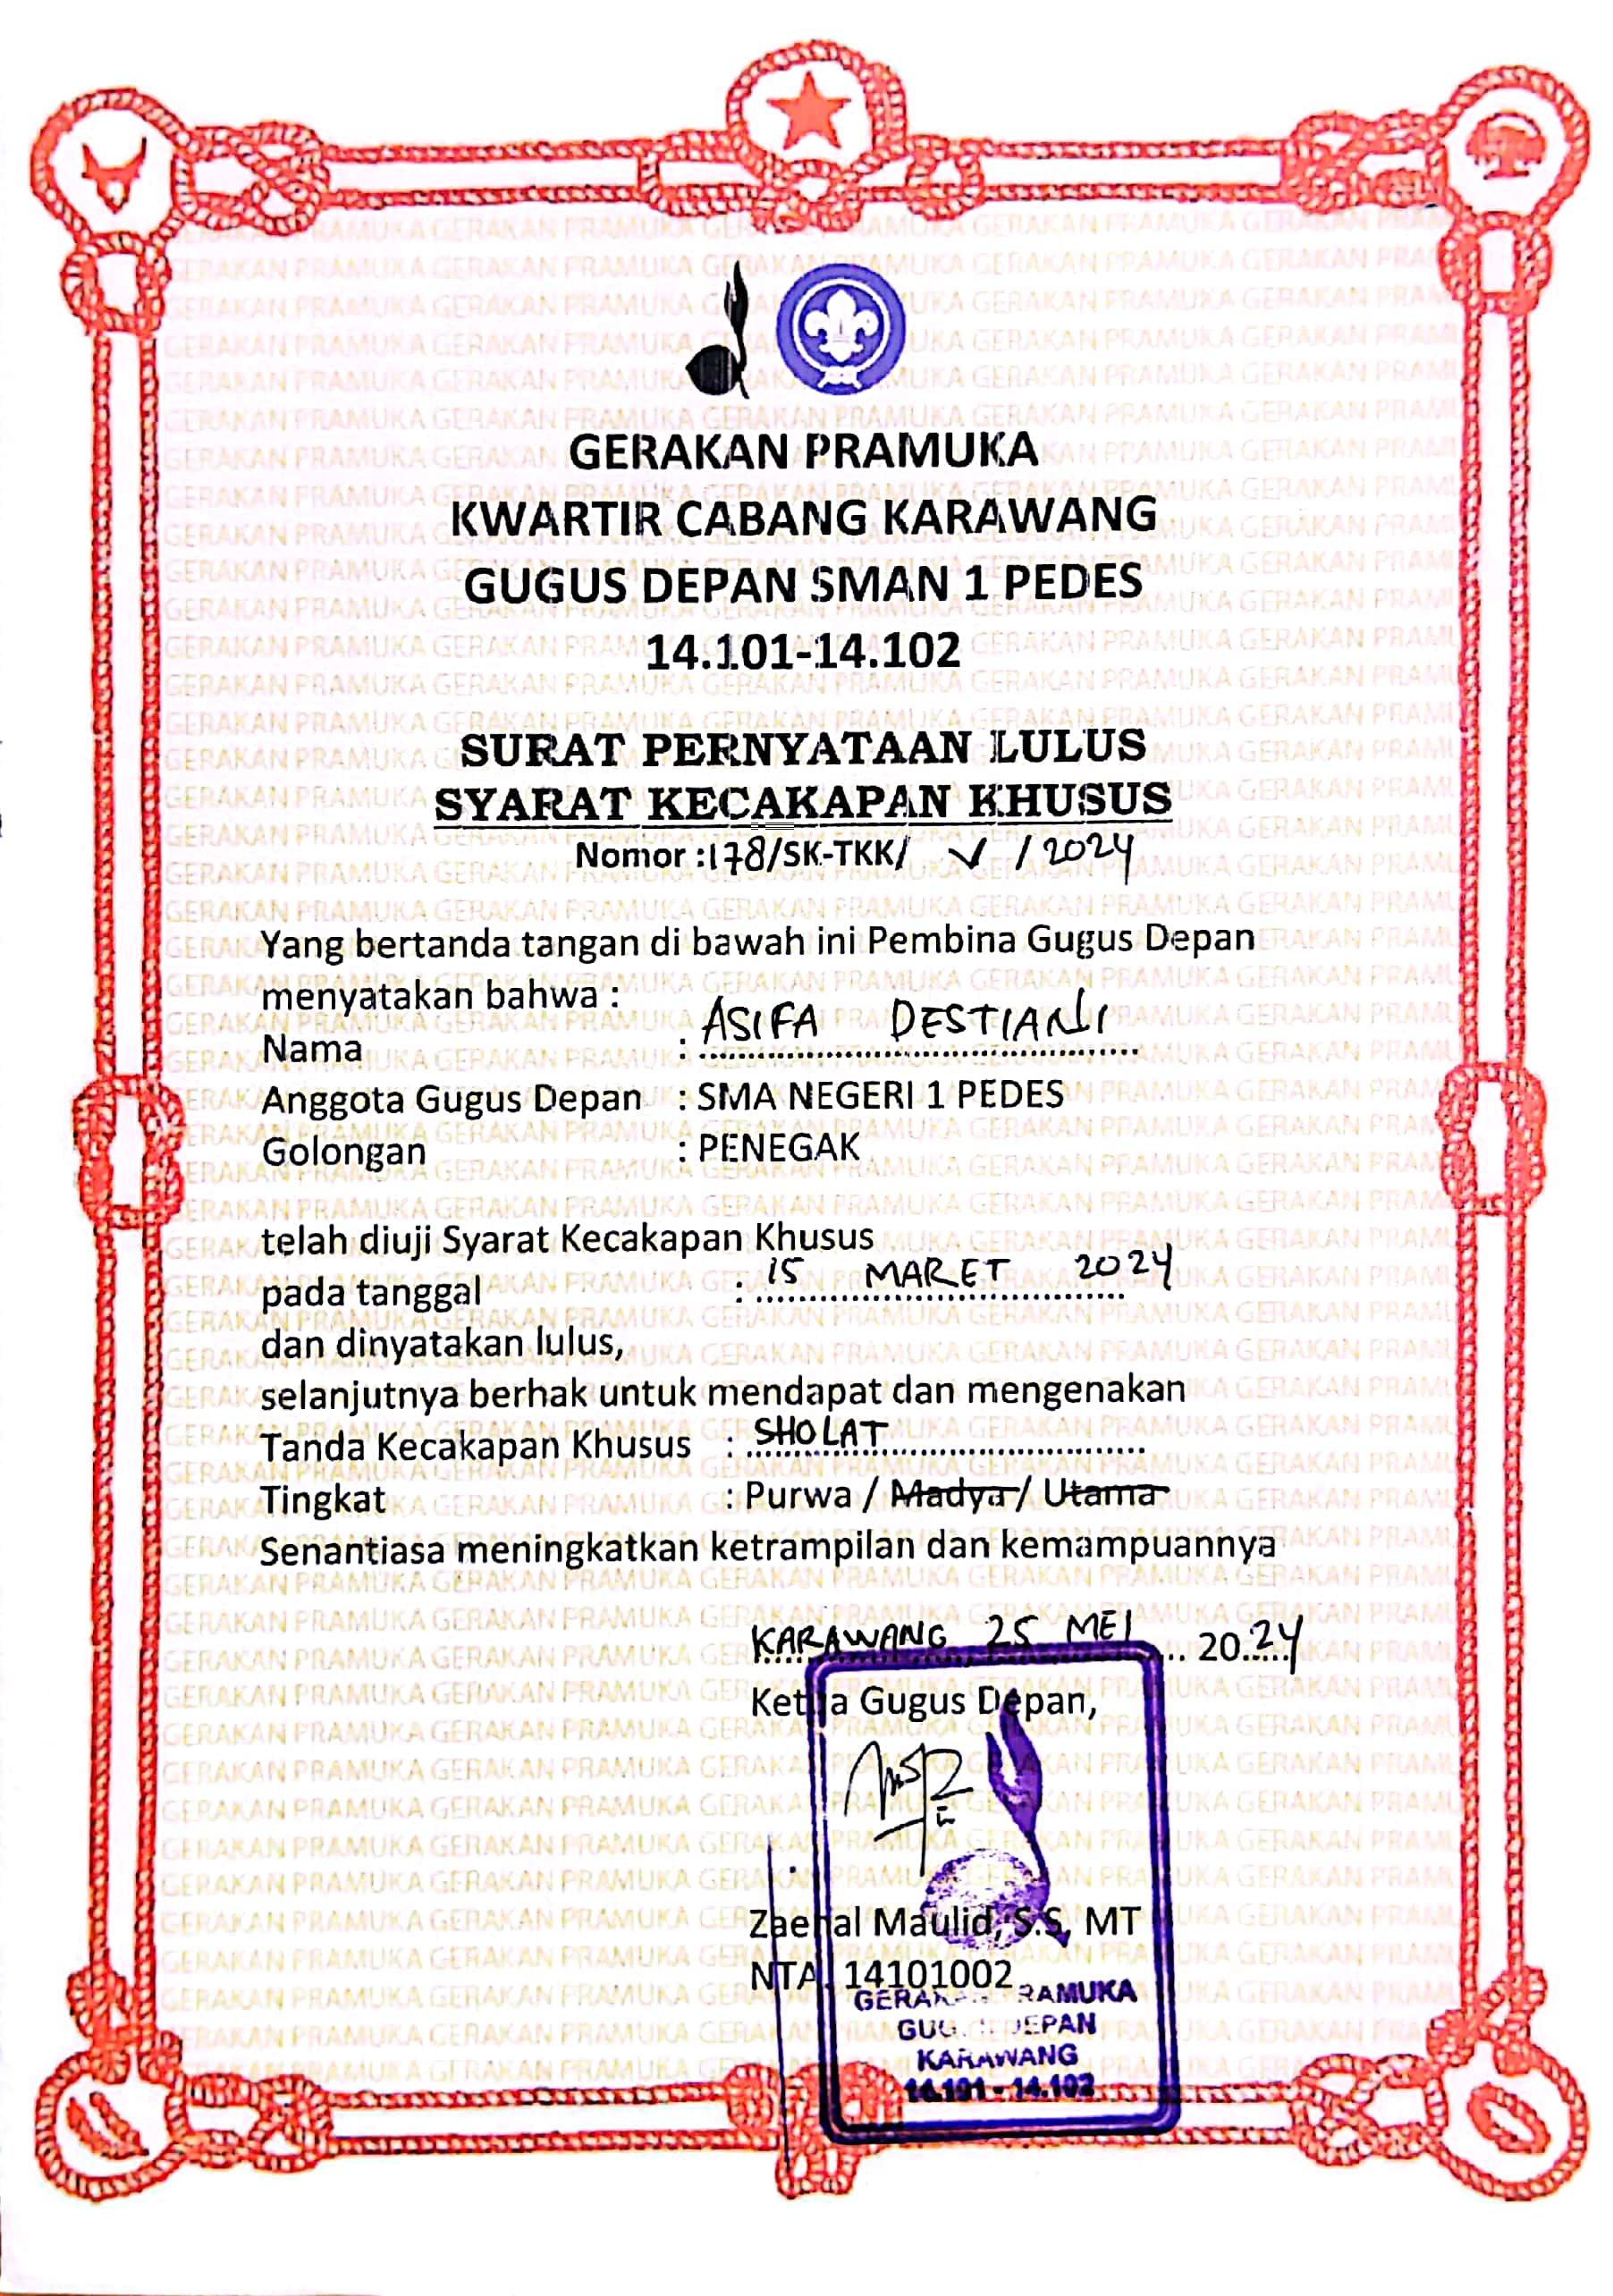 GERAKAN PRAMUKA
KWARTIR CABANG KARAWANG
GUGUS DEPAN SMAN 1 PEDES
14.101-14.102
SURAT PERNYATAAN LULUS
SYARAT KECAKAPAN KHUSUS
Nomor :178/SK-TKK/ V /2024
Yang bertanda tangan di bawah ini Pembina Gugus Depan
menyatakan bahwa :
Nama : ASIFA DESTIANI
Anggota Gugus Depan : SMA NEGERI 1 PEDES
Golongan : PENEGAK
telah diuji Syarat Kecakapan Khusus
pada tanggal : 15 MARET 2024
dan dinyatakan lulus,
selanjutnya berhak untuk mendapat dan mengenakan
Tanda Kecakapan Khusus : SHOLAT
Tingkat : Purwa / Madya / Utama
Senantiasa meningkatkan ketrampilan dan kemampuannya
KARAWANG, 25 MEI 2024
Ketua Gugus Depan,
Zaenal Maulid, S.S, MT
NTA. 14101002
GERAKAN PRAMUKA
GUGUS DEPAN
KARAWANG
14.101 - 14.102